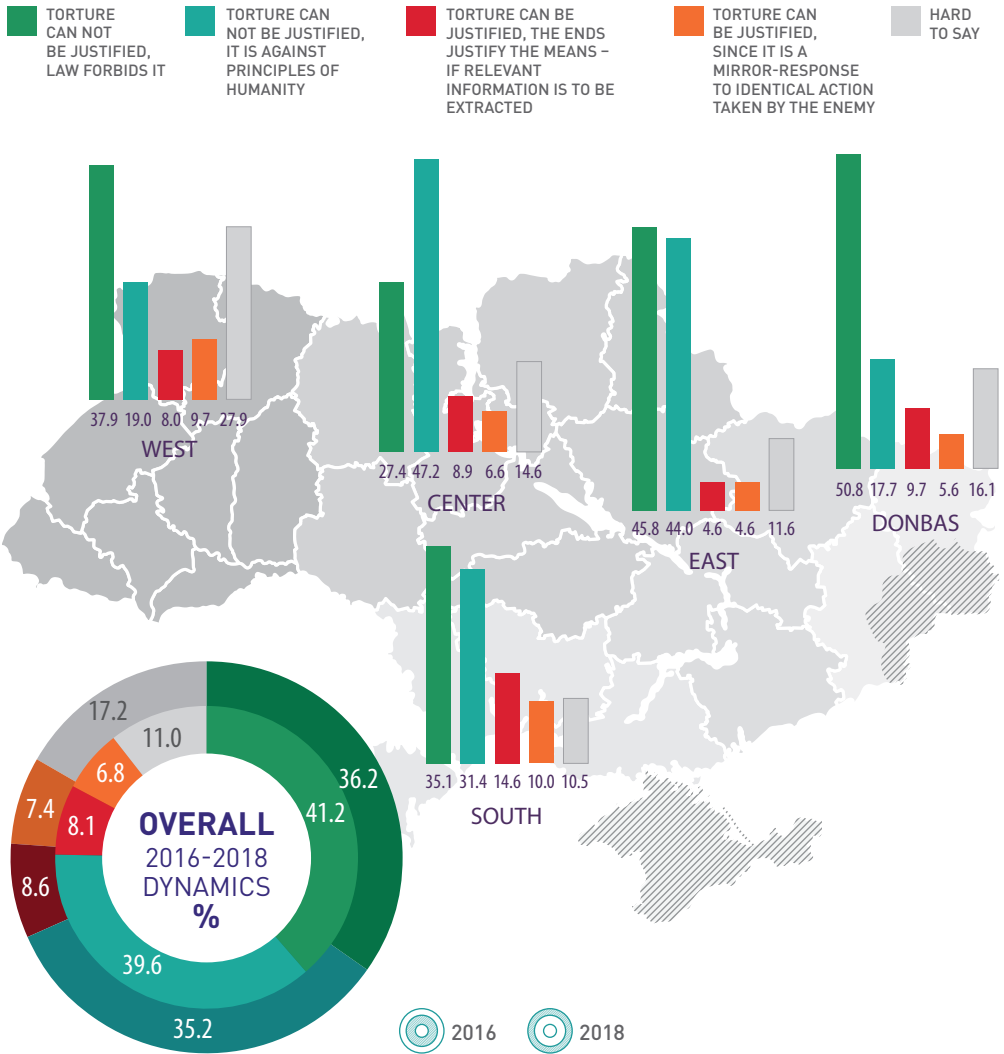 TORTURE
CAN NOT
BE JUSTIFIED,
LAW FORBIDS IT
TORTURE CAN
NOT BE JUSTIFIED,
IT IS AGAINST
PRINCIPLES OF
HUMANITY
TORTURE CAN BE
JUSTIFIED, THE ENDS
JUSTIFY THE MEANS –
IF RELEVANT
INFORMATION IS TO BE
EXTRACTED
TORTURE CAN
BE JUSTIFIED,
SINCE IT IS A
MIRROR-RESPONSE
TO IDENTICAL ACTION
TAKEN BY THE ENEMY
HARD
TO SAY
37.9 19.0 8.0 9.7 27.9
WEST
27.4 47.2 8.9 6.6 14.6
CENTER
45.8 44.0 4.6 4.6 11.6
EAST
50.8 17.7 9.7 5.6 16.1
DONBAS
35.1 31.4 14.6 10.0 10.5
SOUTH
17.2
11.0
36.2
41.2
6.8
7.4
8.1
8.6
39.6
35.2
OVERALL
2016-2018
DYNAMICS
%
2016
2018